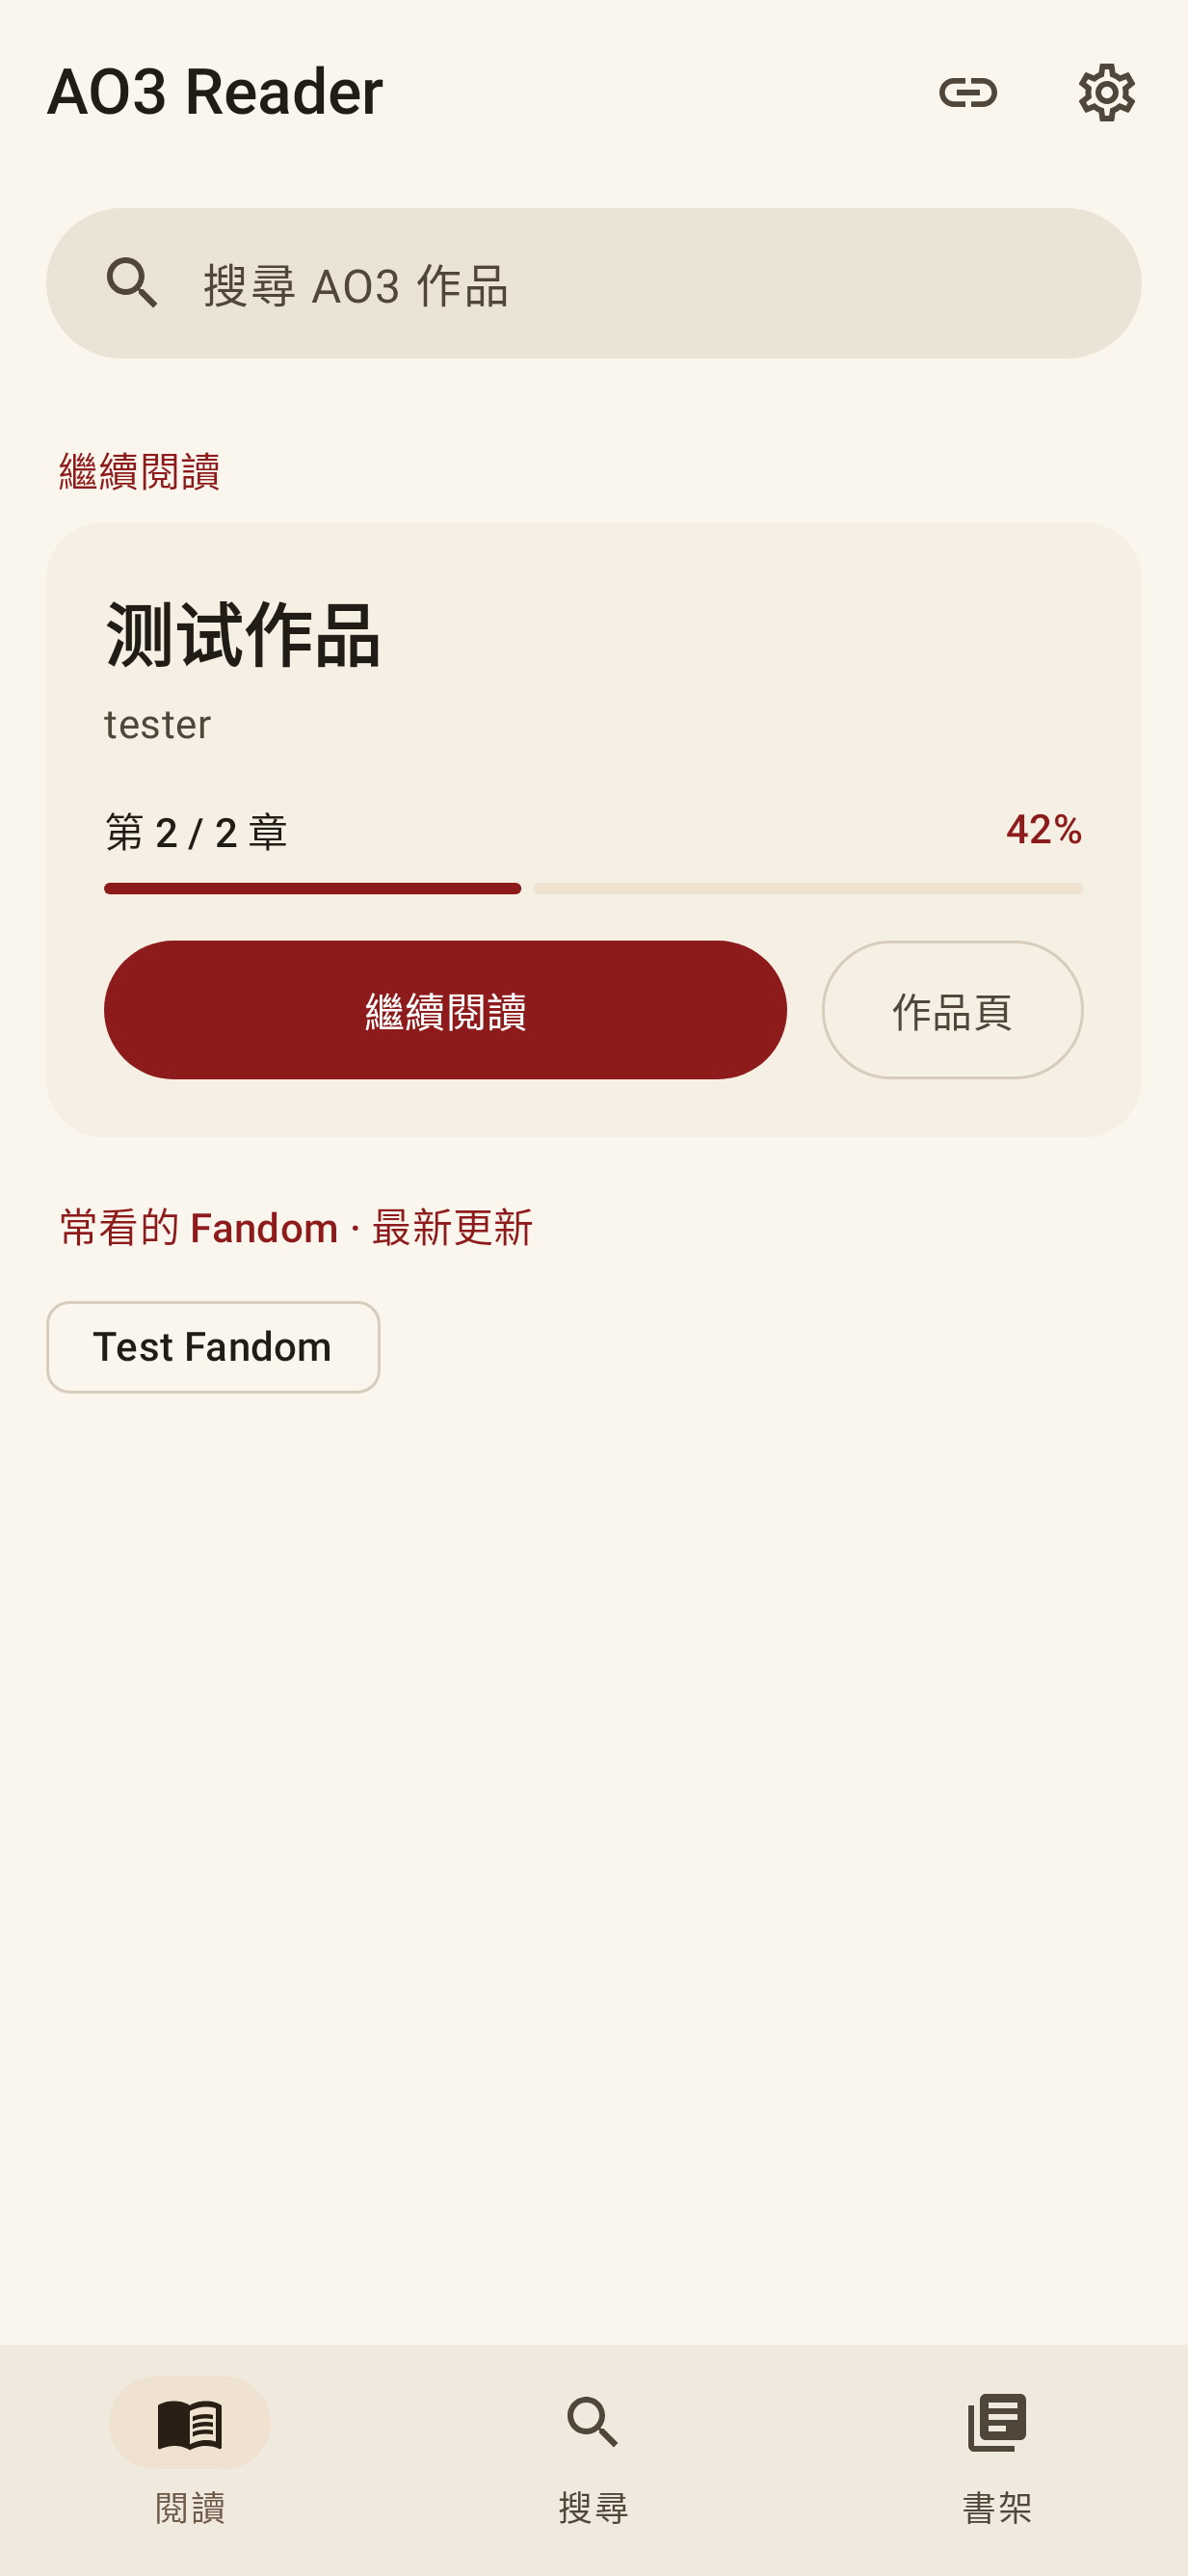 AO3 Reader
搜尋 AO3 作品
繼續閱讀
测试作品
tester
第 2 / 2 章
42%
繼續閱讀
作品頁
常看的 Fandom · 最新更新
Test Fandom
閱讀
搜尋
書架